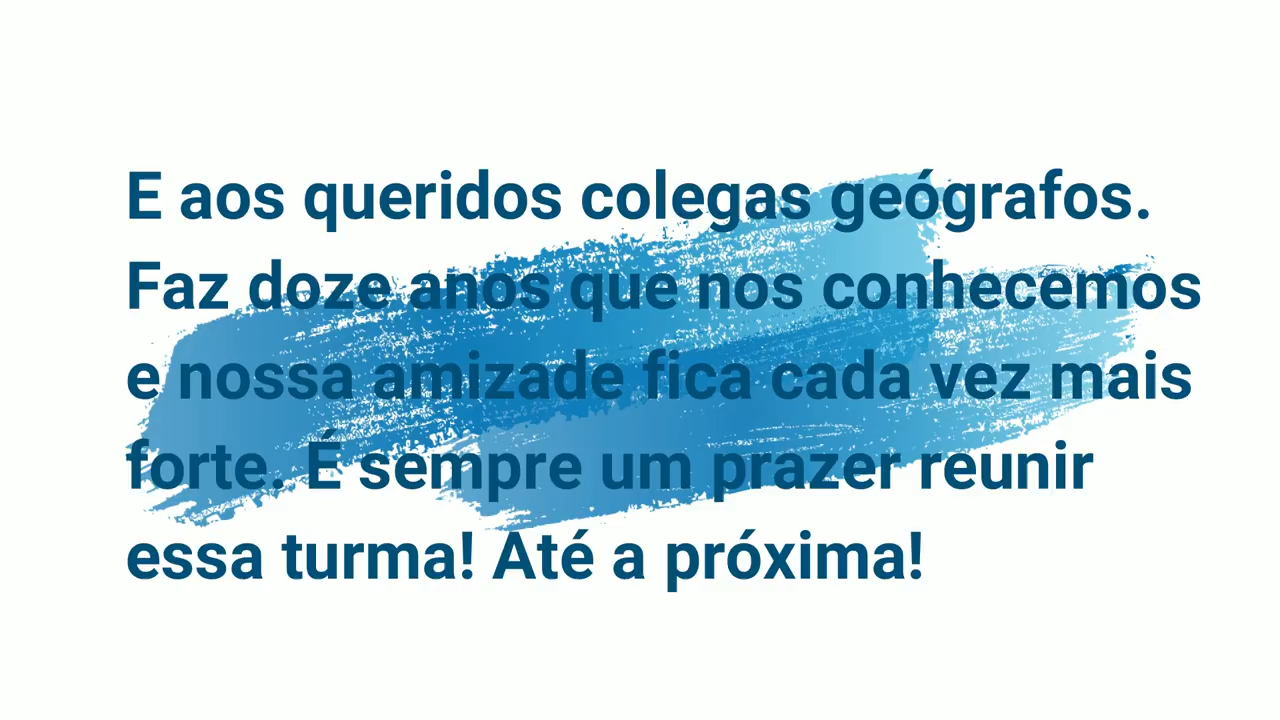 E aos queridos colegas geógrafos.
Faz doze anos que nos conhecemos
e nossa amizade fica cada vez mais
forte. É sempre um prazer reunir
essa turma! Até a próxima!